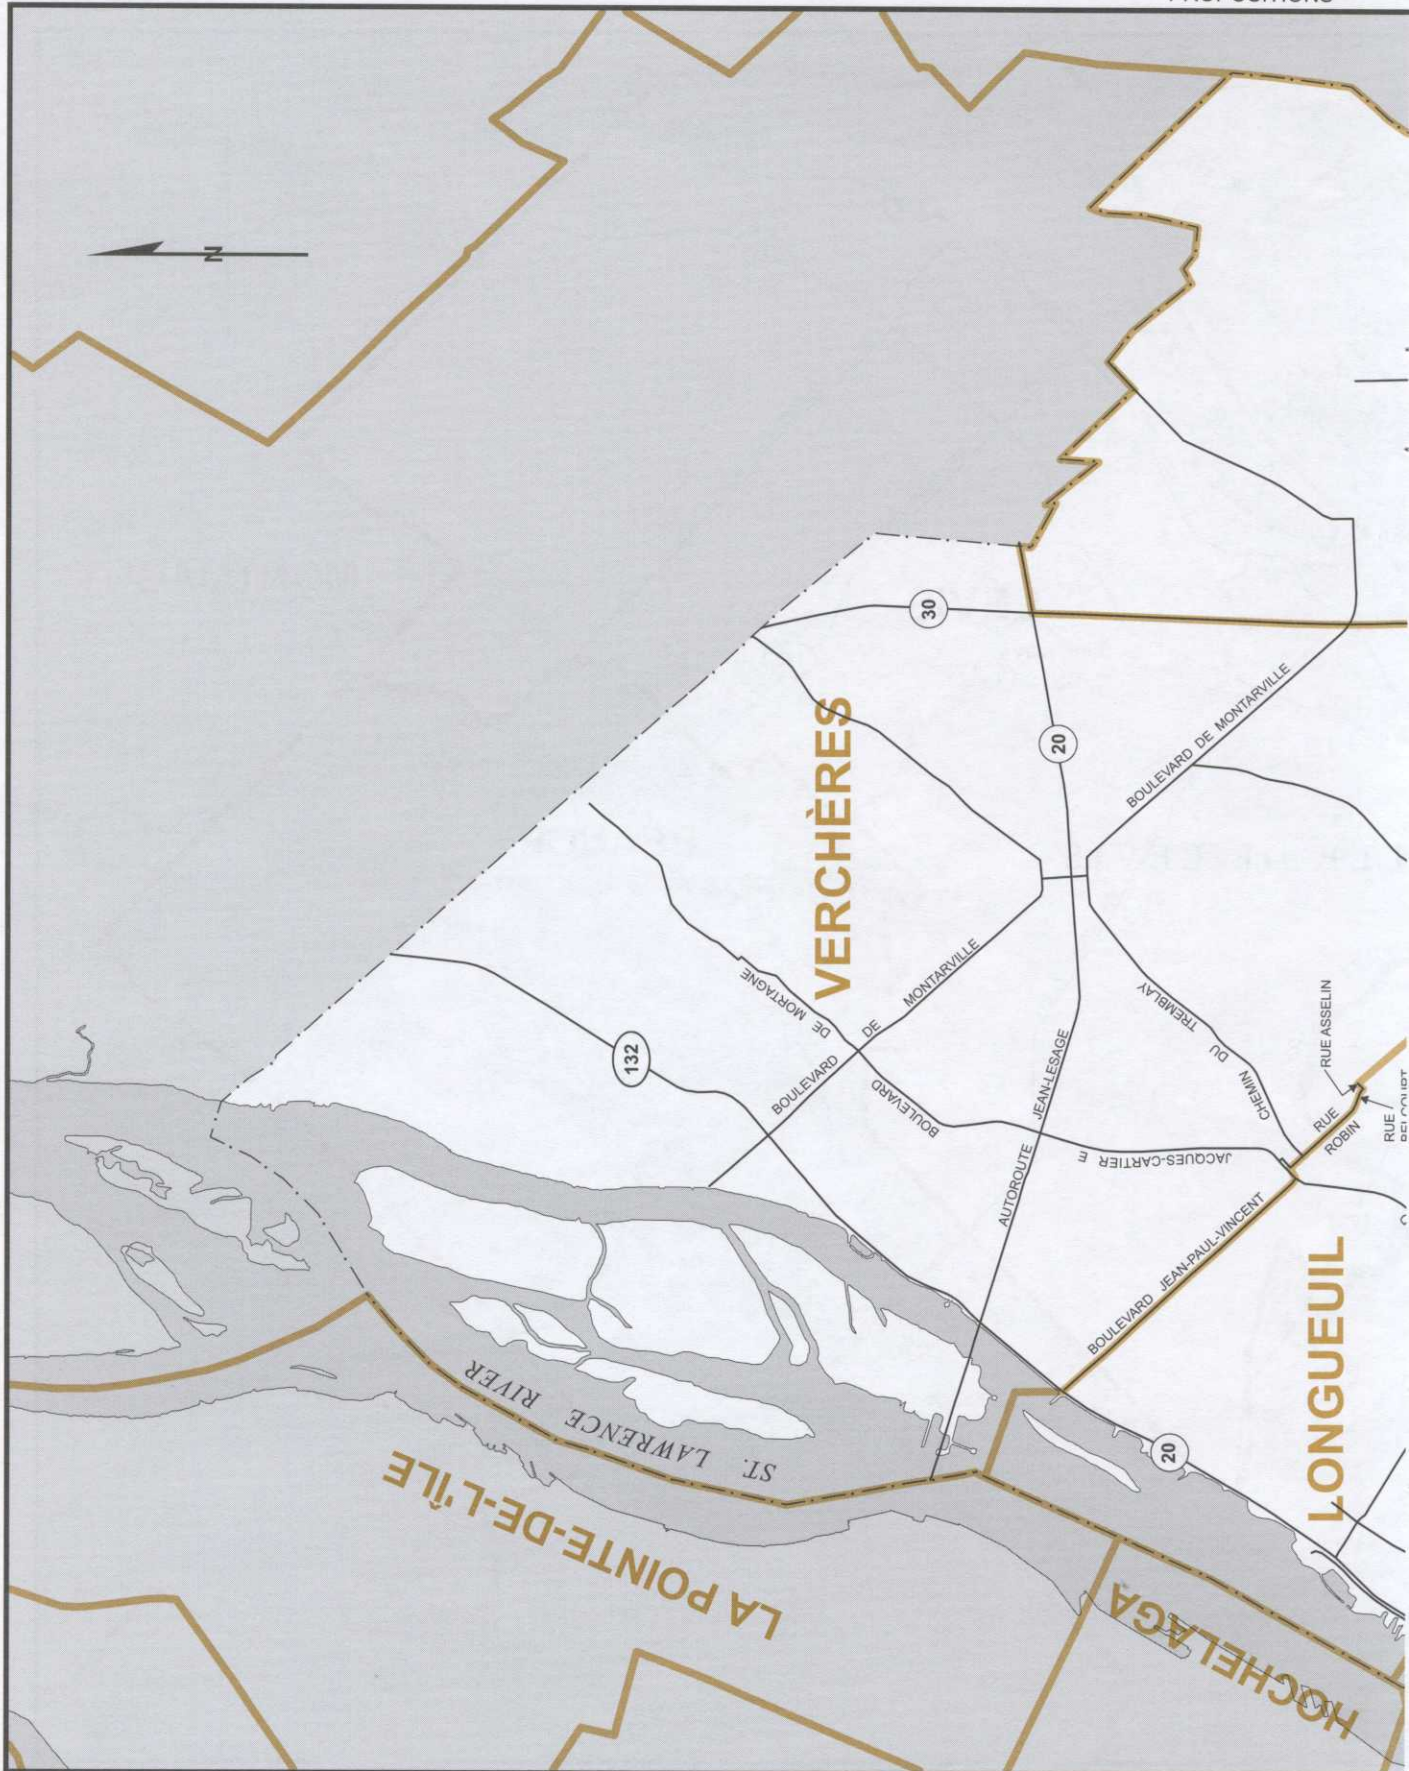 N
30
VERCHÈRES
20
BOULEVARD DE MONTARVILLE
132
DE MORTAGNE
BOULEVARD
BOULEVARD DE MONTARVILLE
AUTOROUTE JEAN-LESAGE
CHEMIN DU TREMBLAY
JACQUES-CARTIER E
RUE ASSELIN
RUE ROBIN
RUE
BOULEVARD JEAN-PAUL-VINCENT
LONGUEUIL
20
ST. LAWRENCE RIVER
LA POINTE-DE-L'ÎLE
HOCHELAGA